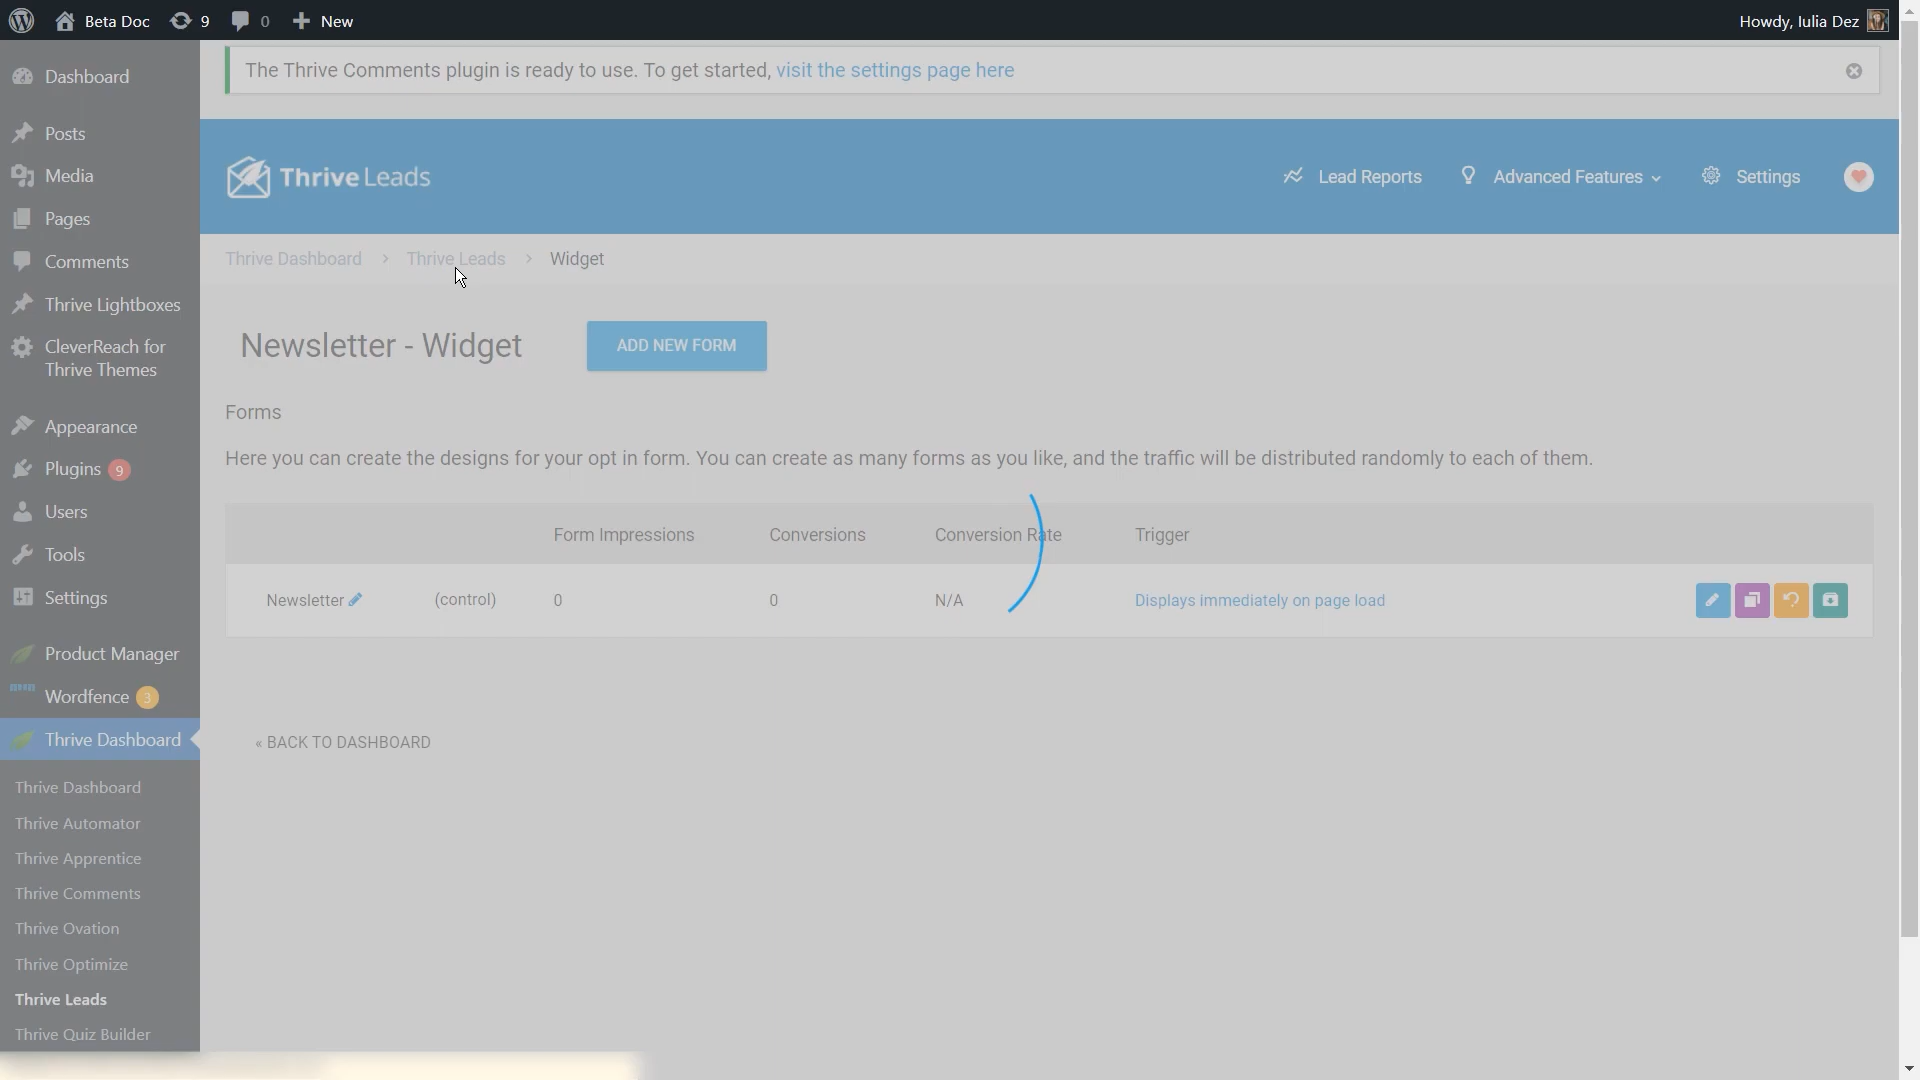 Beta Doc 9 0 New Howdy, Iulia Dez
The Thrive Comments plugin is ready to use. To get started, visit the settings page here
Thrive Leads Lead Reports Advanced Features Settings
Thrive Dashboard > Thrive Leads > Widget
Newsletter - Widget ADD NEW FORM
Forms
Here you can create the designs for your opt in form. You can create as many forms as you like, and the traffic will be distributed randomly to each of them.
Form Impressions Conversions Conversion Rate Trigger
Newsletter (control) 0 0 N/A Displays immediately on page load
« BACK TO DASHBOARD
Dashboard
Posts
Media
Pages
Comments
Thrive Lightboxes
CleverReach for
Thrive Themes
Appearance
Plugins 9
Users
Tools
Settings
Product Manager
Wordfence 3
Thrive Dashboard
Thrive Dashboard
Thrive Automator
Thrive Apprentice
Thrive Comments
Thrive Ovation
Thrive Optimize
Thrive Leads
Thrive Quiz Builder